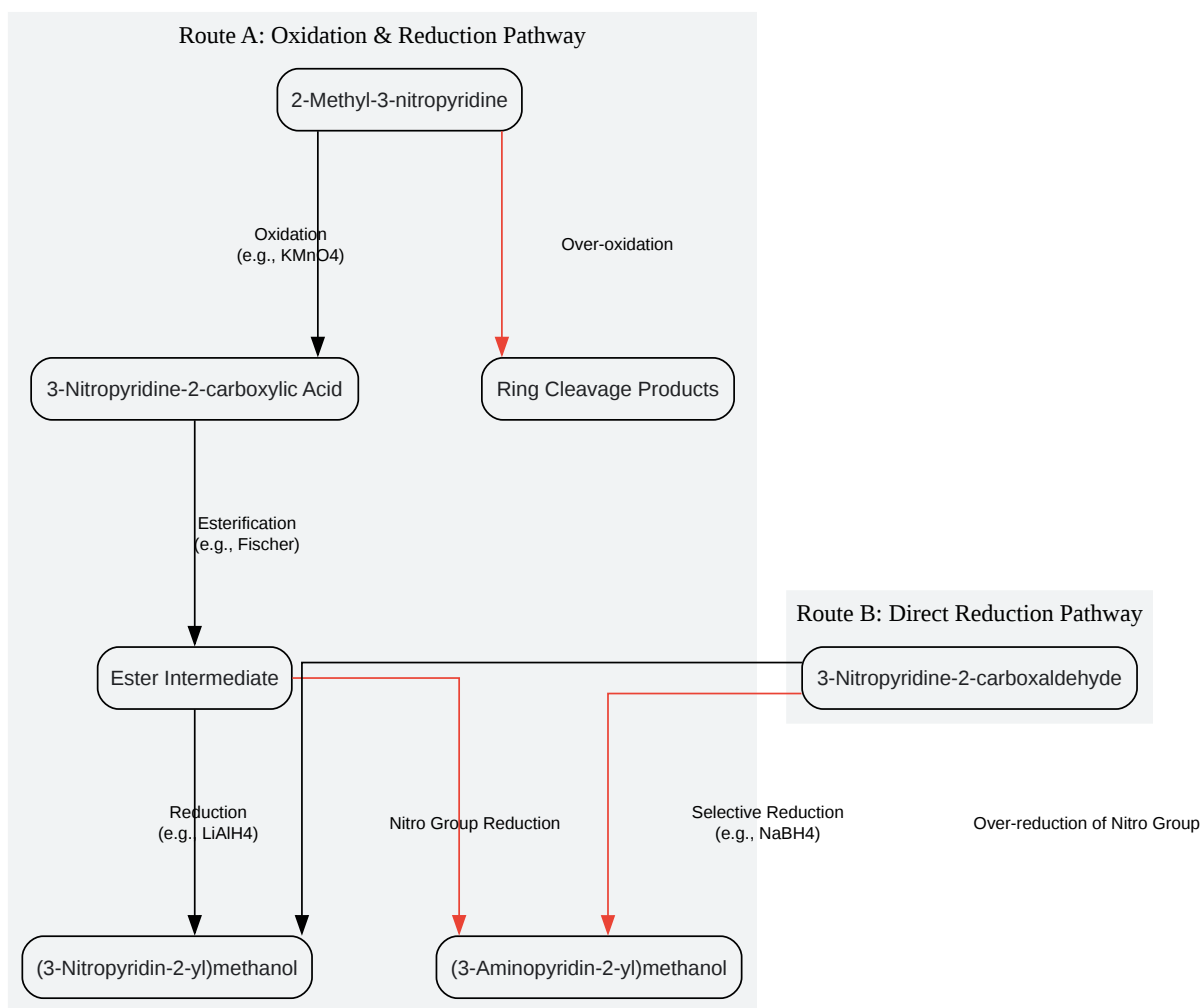 Route A: Oxidation & Reduction Pathway
2-Methyl-3-nitropyridine
Oxidation
(e.g., KMnO4)
Over-oxidation
3-Nitropyridine-2-carboxylic Acid
Ring Cleavage Products
Esterification
(e.g., Fischer)
Route B: Direct Reduction Pathway
Ester Intermediate
3-Nitropyridine-2-carboxaldehyde
Reduction
(e.g., LiAlH4)
Nitro Group Reduction
Selective Reduction
(e.g., NaBH4)
Over-reduction of Nitro Group
(3-Nitropyridin-2-yl)methanol
(3-Aminopyridin-2-yl)methanol